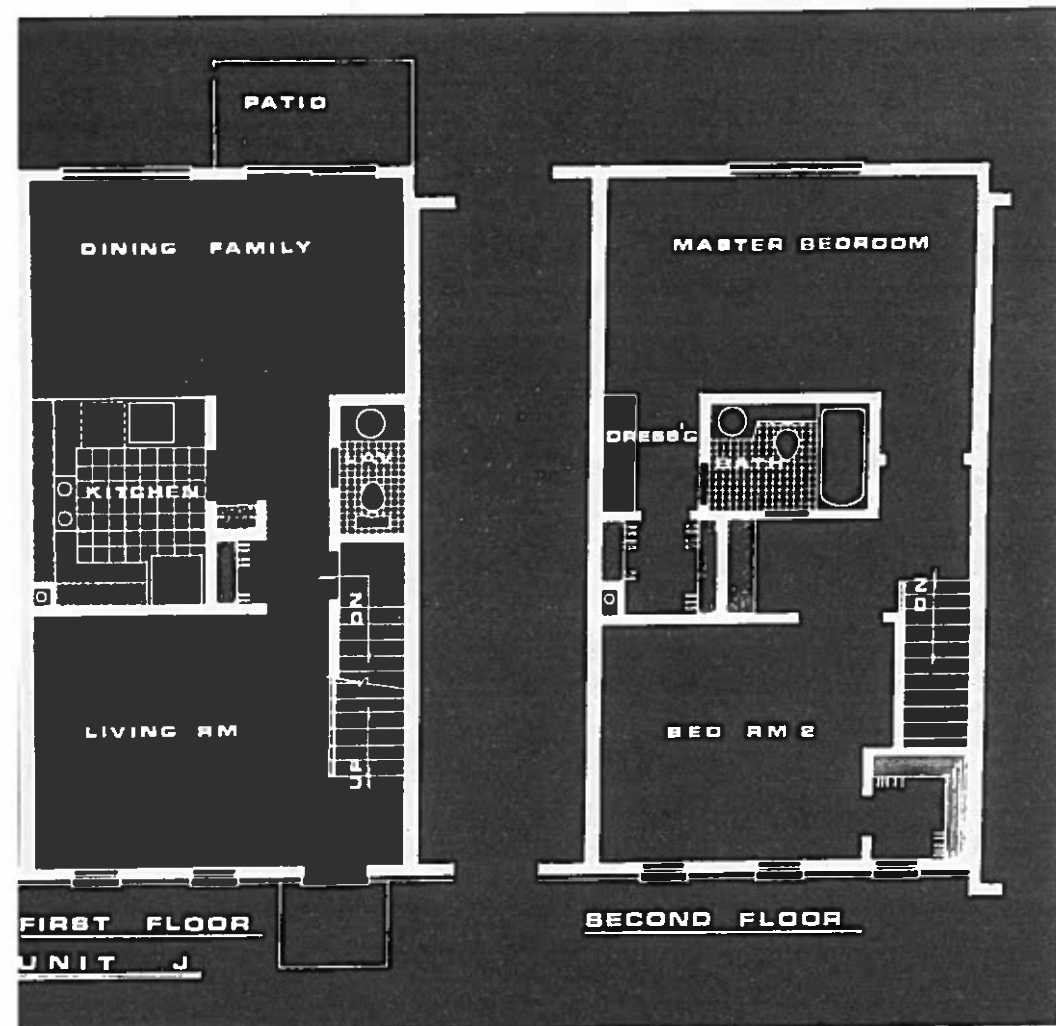 PATIO
DINING FAMILY
KITCHEN
LAV
DN
LIVING RM
UP
FIRST FLOOR
UNIT J
MASTER BEDROOM
DRESS'G
BATH
DN
BED RM 2
SECOND FLOOR